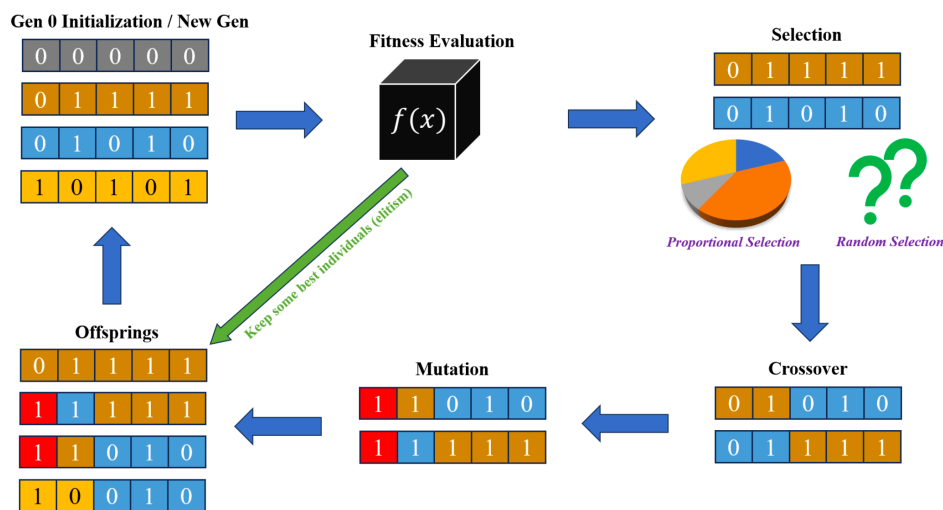 Gen 0 Initialization / New Gen
0 0 0 0 0
0 1 1 1 1
0 1 0 1 0
1 0 1 0 1
Fitness Evaluation
f(x)
Selection
0 1 1 1 1
0 1 0 1 0
??
Proportional Selection
Random Selection
Keep some best individuals (elitism)
Crossover
0 1 0 1 0
0 1 1 1 1
Mutation
1 1 0 1 0
1 1 1 1 1
Offsprings
0 1 1 1 1
1 1 1 1 1
1 1 0 1 0
1 0 0 1 0